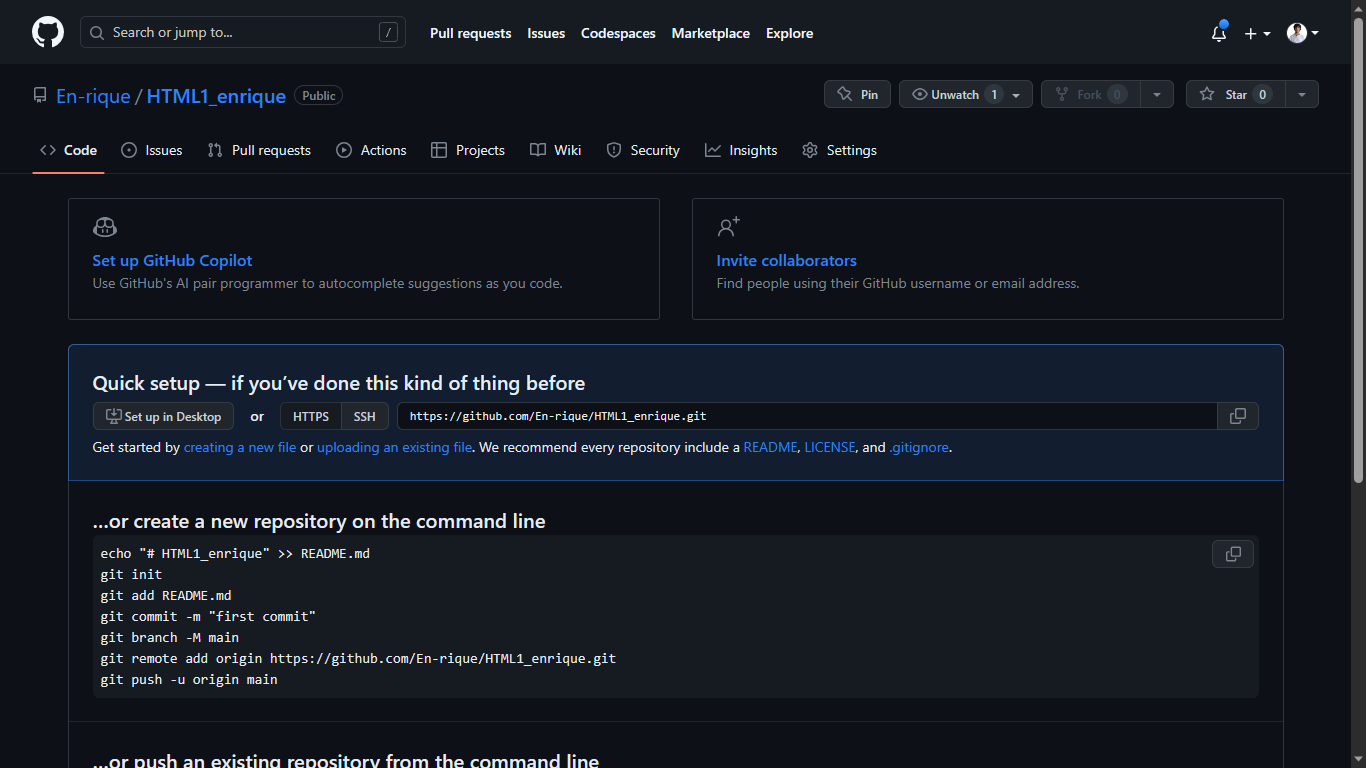 Search or jump to... / Pull requests Issues Codespaces Marketplace Explore
En-rique / HTML1_enrique Public Pin Unwatch 1 Fork 0 Star 0
Code Issues Pull requests Actions Projects Wiki Security Insights Settings
Set up GitHub Copilot
Use GitHub's AI pair programmer to autocomplete suggestions as you code.
Invite collaborators
Find people using their GitHub username or email address.
Quick setup — if you’ve done this kind of thing before
Set up in Desktop or HTTPS SSH https://github.com/En-rique/HTML1_enrique.git
Get started by creating a new file or uploading an existing file. We recommend every repository include a README, LICENSE, and .gitignore.
…or create a new repository on the command line
echo "# HTML1_enrique" >> README.md
git init
git add README.md
git commit -m "first commit"
git branch -M main
git remote add origin https://github.com/En-rique/HTML1_enrique.git
git push -u origin main
…or push an existing repository from the command line